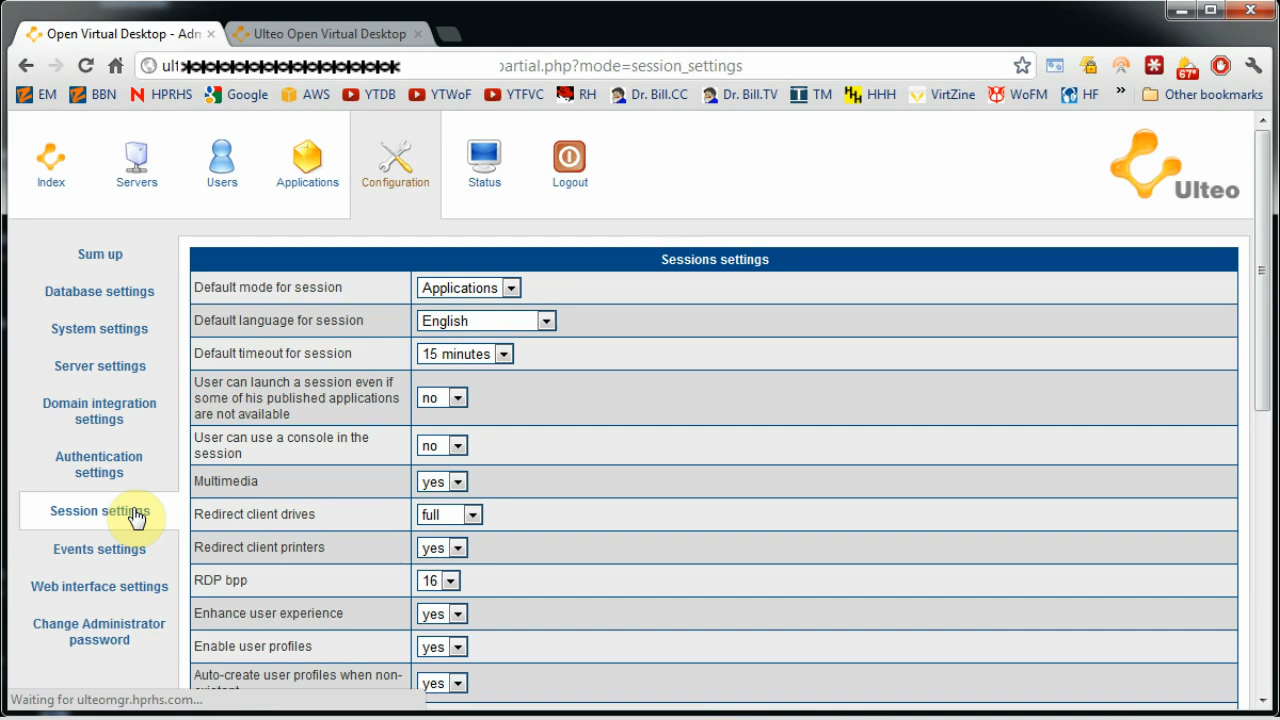 Open Virtual Desktop - Adn
Ulteo Open Virtual Desktop
partial.php?mode=session_settings
67°
EM
BBN
HPRHS
Google
AWS
YTDB
YTWoF
YTFVC
RH
Dr. Bill.CC
Dr. Bill.TV
TM
HHH
VirtZine
WoFM
HF
»
Other bookmarks
Index
Servers
Users
Applications
Configuration
Status
Logout
Ulteo
Sum up
Database settings
System settings
Server settings
Domain integration
settings
Authentication
settings
Session settings
Events settings
Web interface settings
Change Administrator
password
Sessions settings
Default mode for session
Applications
Default language for session
English
Default timeout for session
15 minutes
User can launch a session even if
some of his published applications
are not available
no
User can use a console in the
session
no
Multimedia
yes
Redirect client drives
full
Redirect client printers
yes
RDP bpp
16
Enhance user experience
yes
Enable user profiles
yes
Auto-create user profiles when non-
existent
yes
Waiting for ulteomgr.hprhs.com...